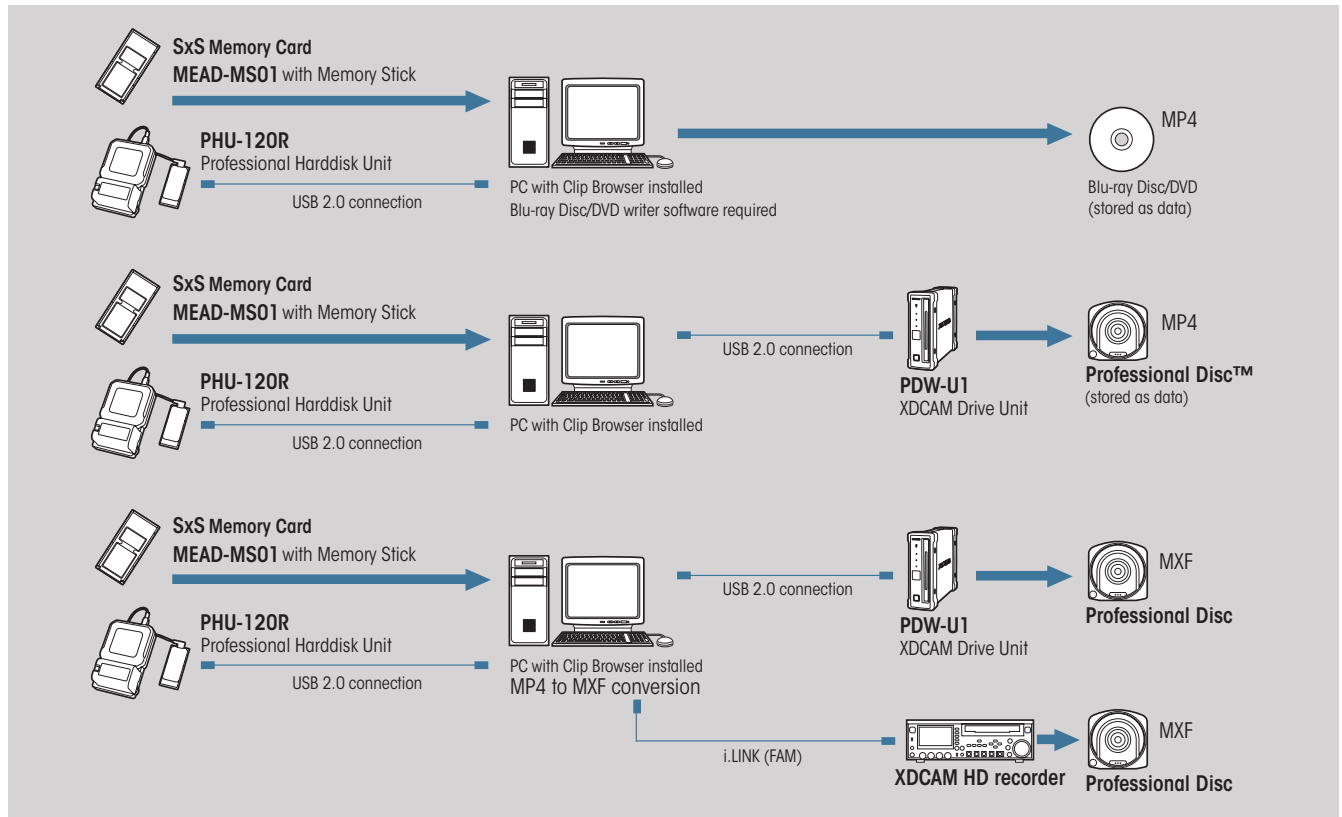 SxS Memory Card
MEAD-MS01 with Memory Stick
PHU-120R
Professional Harddisk Unit
USB 2.0 connection
PC with Clip Browser installed
Blu-ray Disc/DVD writer software required
MP4
Blu-ray Disc/DVD
(stored as data)
SxS Memory Card
MEAD-MS01 with Memory Stick
PHU-120R
Professional Harddisk Unit
USB 2.0 connection
PC with Clip Browser installed
USB 2.0 connection
PDW-U1
XDCAM Drive Unit
MP4
Professional Disc™
(stored as data)
SxS Memory Card
MEAD-MS01 with Memory Stick
PHU-120R
Professional Harddisk Unit
USB 2.0 connection
PC with Clip Browser installed
MP4 to MXF conversion
USB 2.0 connection
PDW-U1
XDCAM Drive Unit
MXF
Professional Disc
i.LINK (FAM)
XDCAM HD recorder
MXF
Professional Disc